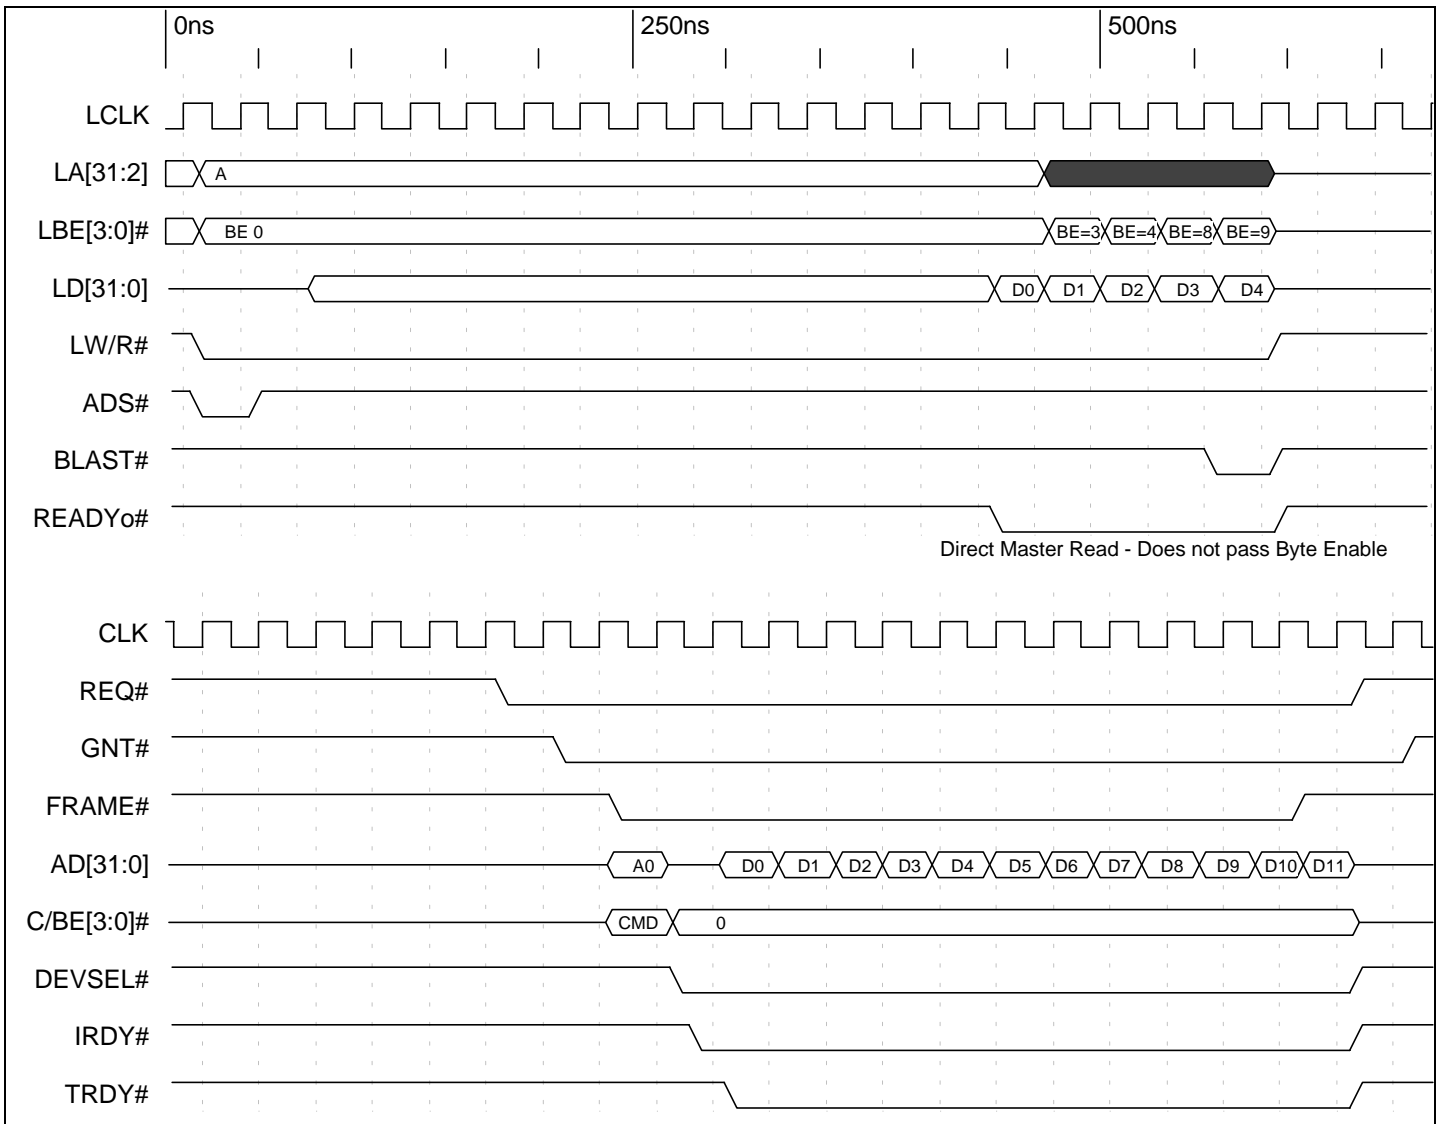 0ns 250ns 500ns
LCLK
LA[31:2] A
LBE[3:0]# BE 0 BE=3 BE=4 BE=8 BE=9
LD[31:0] D0 D1 D2 D3 D4
LW/R#
ADS#
BLAST#
READYo#
Direct Master Read - Does not pass Byte Enable
CLK
REQ#
GNT#
FRAME#
AD[31:0] A0 D0 D1 D2 D3 D4 D5 D6 D7 D8 D9 D10 D11
C/BE[3:0]# CMD 0
DEVSEL#
IRDY#
TRDY#